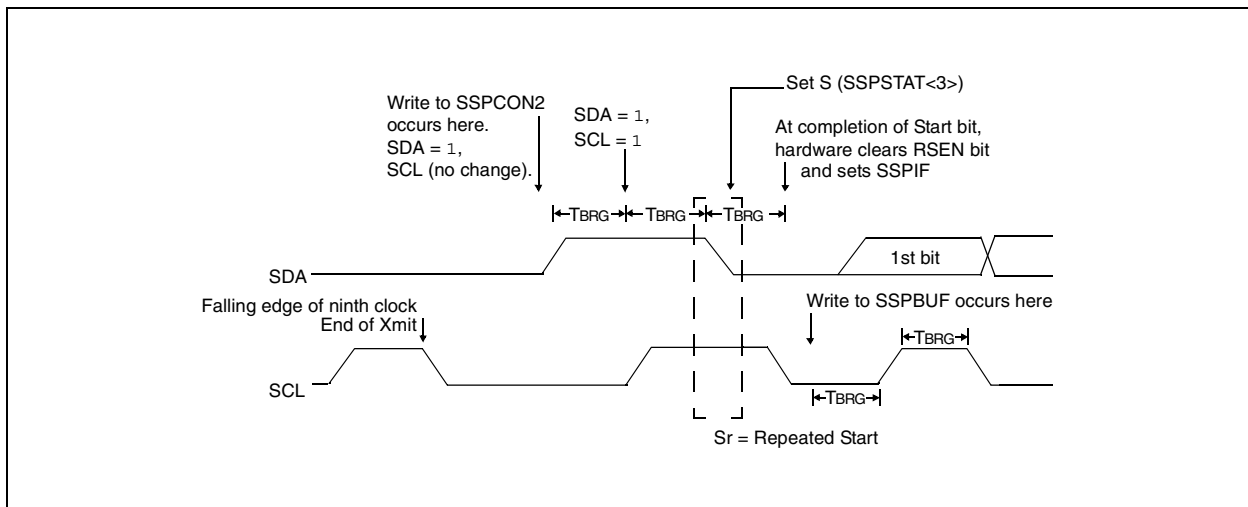 Set S (SSPSTAT<3>)
Write to SSPCON2
occurs here.
SDA = 1,
SCL (no change).
SDA = 1,
SCL = 1
At completion of Start bit,
hardware clears RSEN bit
and sets SSPIF
TBRG
TBRG
TBRG
SDA
1st bit
Falling edge of ninth clock
End of Xmit
Write to SSPBUF occurs here
TBRG
SCL
TBRG
Sr = Repeated Start